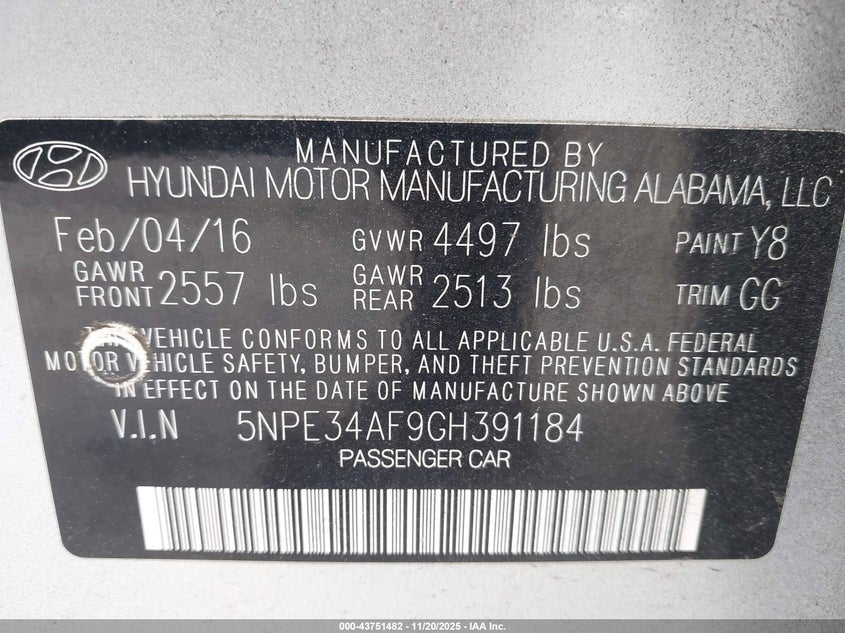 MANUFACTURED BY
HYUNDAI MOTOR MANUFACTURING ALABAMA, LLC
Feb/04/16 GVWR 4497 lbs PAINT Y8
GAWR FRONT 2557 lbs GAWR REAR 2513 lbs TRIM GG
VEHICLE CONFORMS TO ALL APPLICABLE U.S.A. FEDERAL
MOTOR VEHICLE SAFETY, BUMPER, AND THEFT PREVENTION STANDARDS
IN EFFECT ON THE DATE OF MANUFACTURE SHOWN ABOVE
V.I.N 5NPE34AF9GH391184
PASSENGER CAR
000-43751482 - 11/20/2025 - IAA Inc.